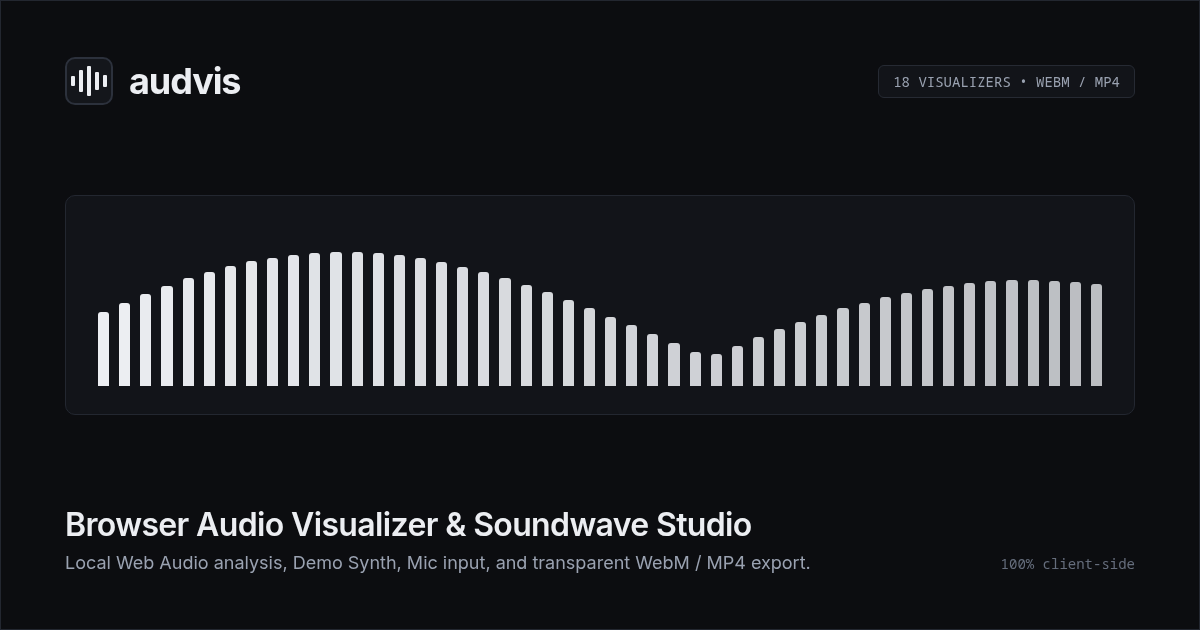 audvis
18 VISUALIZERS • WEBM / MP4
Browser Audio Visualizer & Soundwave Studio
Local Web Audio analysis, Demo Synth, Mic input, and transparent WebM / MP4 export.
100% client-side